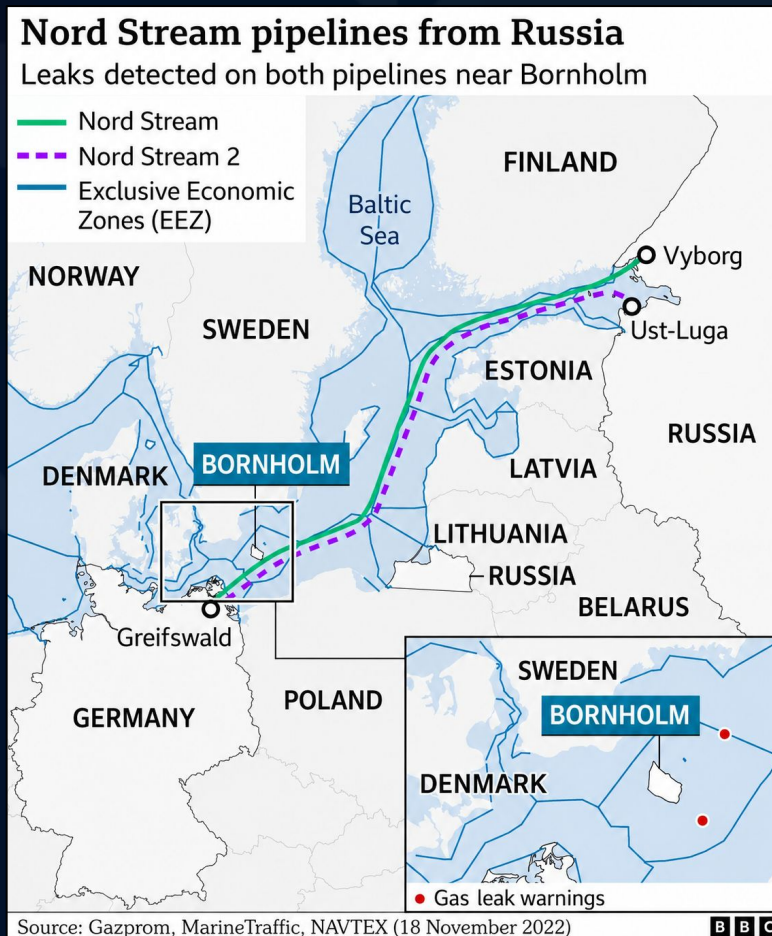 Nord Stream pipelines from Russia
Leaks detected on both pipelines near Bornholm
Nord Stream
Nord Stream 2
Exclusive Economic
Zones (EEZ)
FINLAND
Baltic
Sea
Vyborg
NORWAY
SWEDEN
Ust-Luga
ESTONIA
RUSSIA
BORNHOLM
DENMARK
LATVIA
LITHUANIA
RUSSIA
BELARUS
Greifswald
POLAND
GERMANY
SWEDEN
BORNHOLM
DENMARK
Gas leak warnings
Source: Gazprom, MarineTraffic, NAVTEX (18 November 2022)
BBC